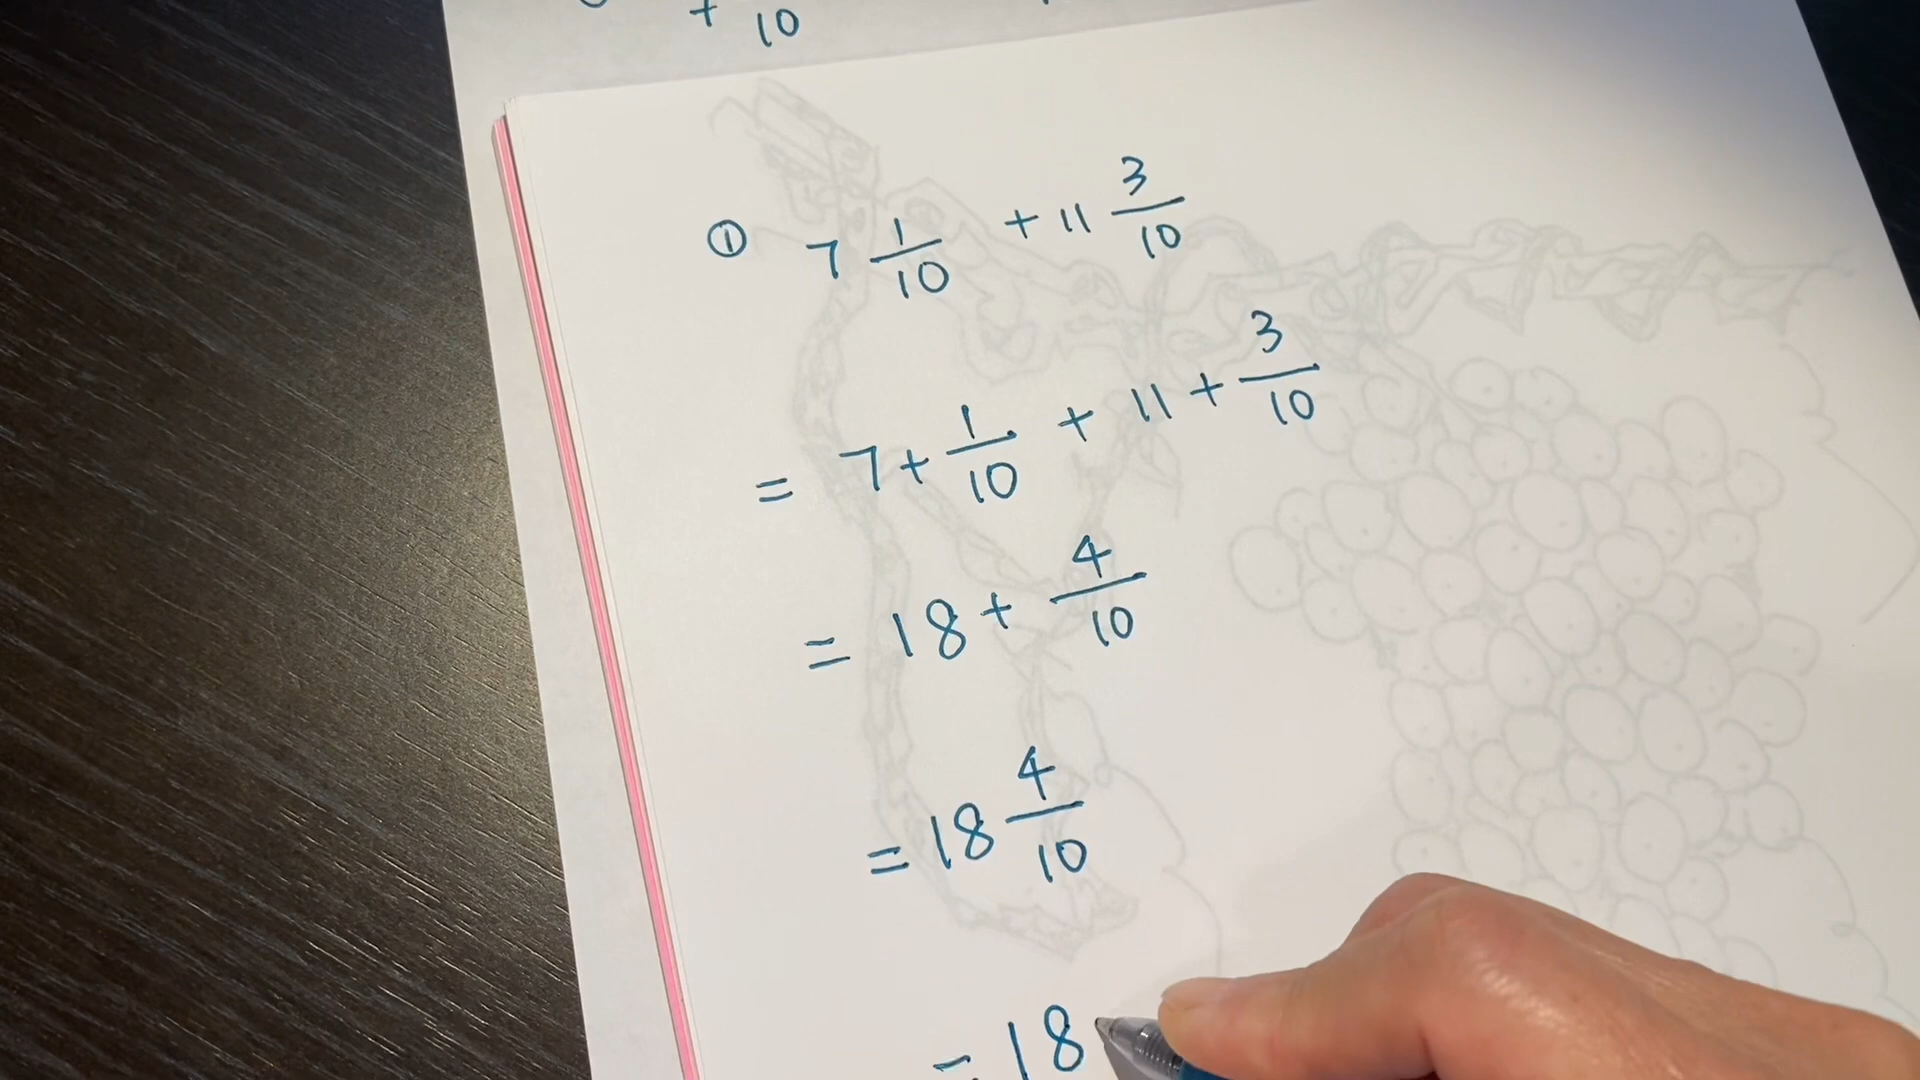 + 10
① 7 1/10 + 11 3/10
= 7 + 1/10 + 11 + 3/10
= 18 + 4/10
= 18 4/10
= 18